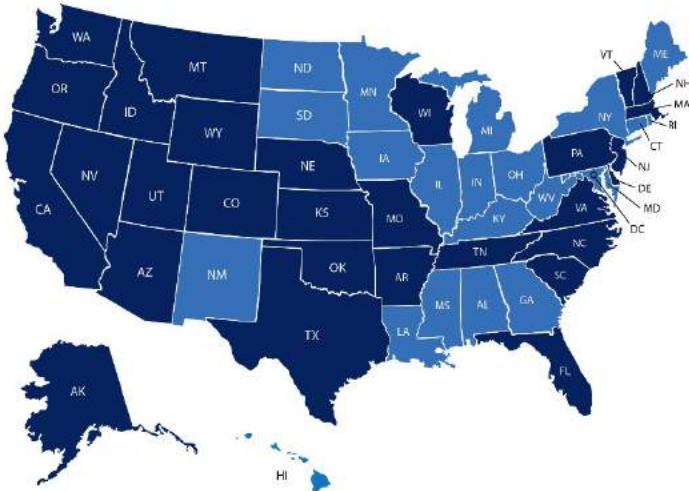 WA
MT
ND
MN
VT
ME
OR
ID
WY
SD
WI
MI
NY
NH
MA
RI
CT
NV
UT
CO
NE
IA
IL
IN
OH
PA
NJ
DE
MD
DC
CA
KS
MO
KY
WV
VA
AZ
NM
OK
AR
TN
NC
SC
TX
LA
MS
AL
GA
FL
AK
HI